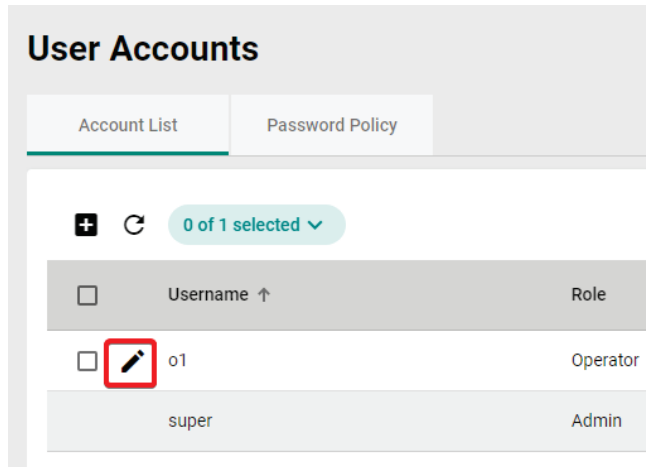 User Accounts
Account List Password Policy
0 of 1 selected
Username Role
o1 Operator
super Admin